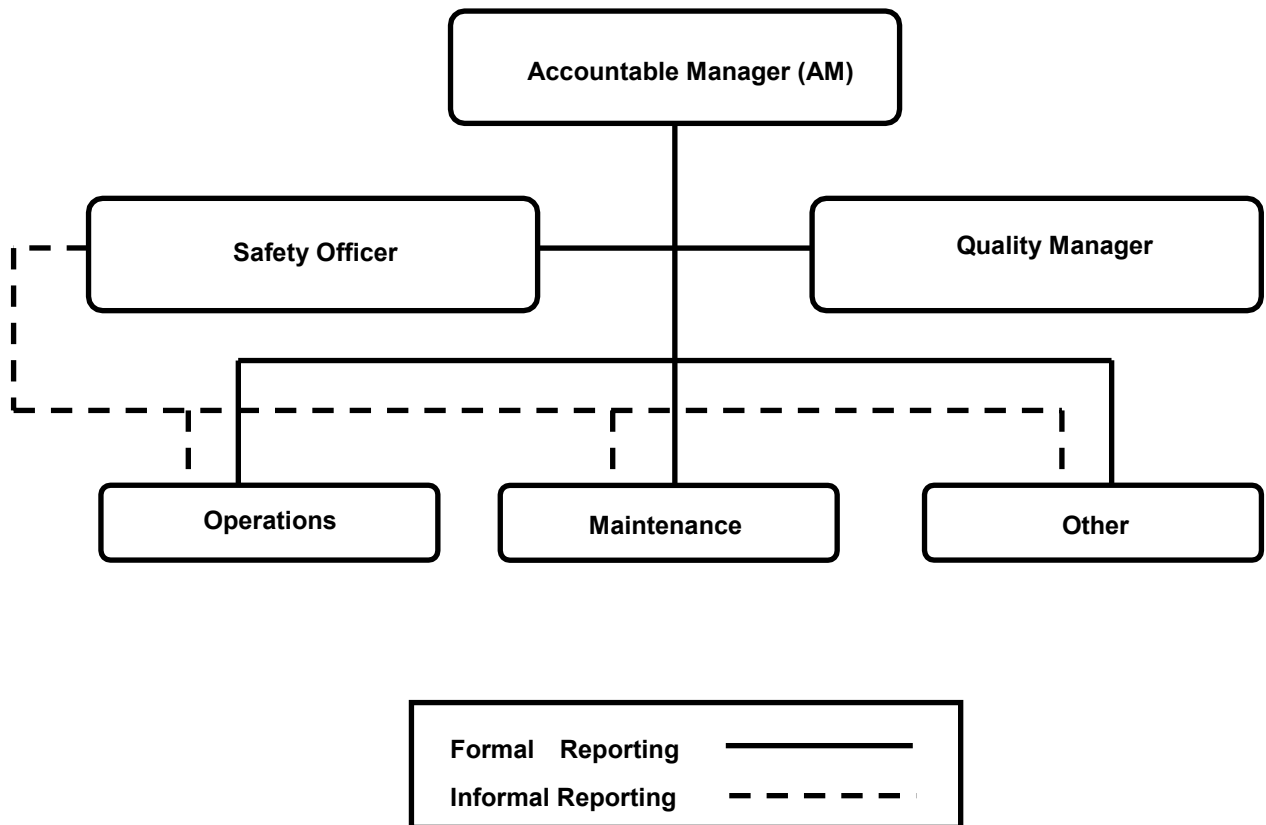 Accountable Manager (AM)
Safety Officer
Quality Manager
Operations
Maintenance
Other
Formal Reporting
Informal Reporting